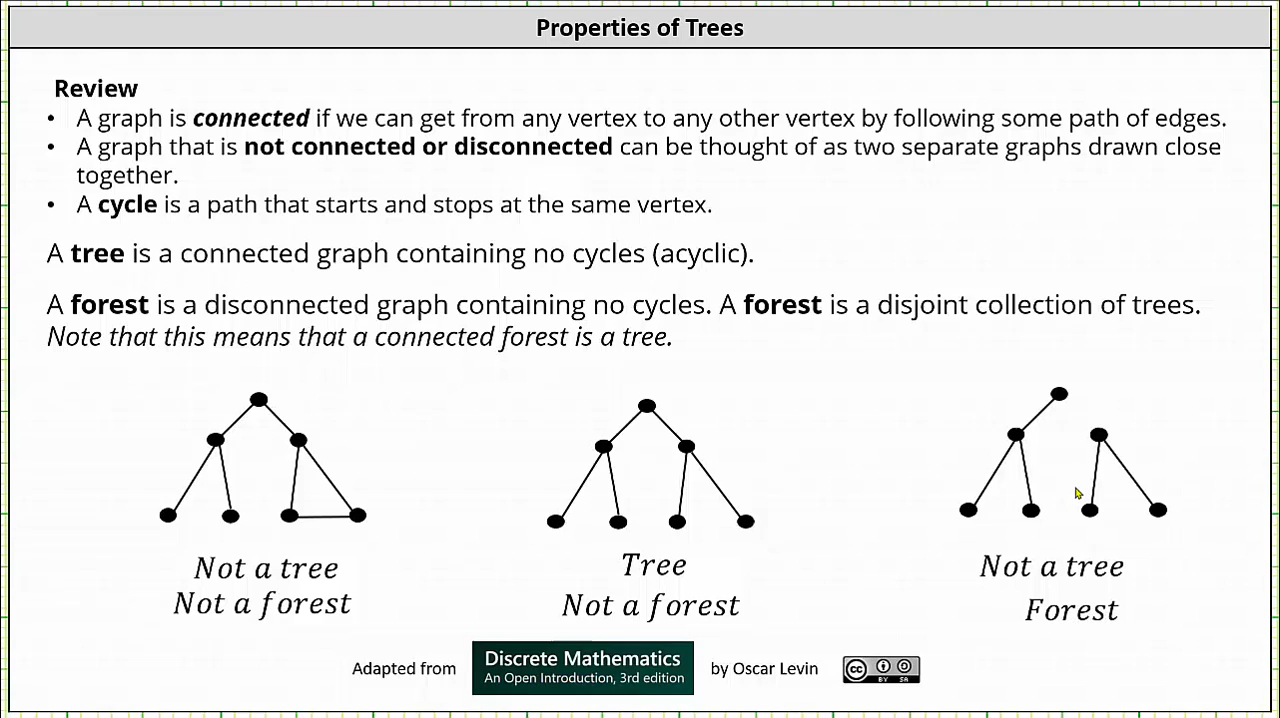 Properties of Trees
Review
• A graph is connected if we can get from any vertex to any other vertex by following some path of edges.
• A graph that is not connected or disconnected can be thought of as two separate graphs drawn close
together.
• A cycle is a path that starts and stops at the same vertex.
A tree is a connected graph containing no cycles (acyclic).
A forest is a disconnected graph containing no cycles. A forest is a disjoint collection of trees.
Note that this means that a connected forest is a tree.
Not a tree
Not a forest
Tree
Not a forest
Not a tree
Forest
Adapted from
Discrete Mathematics
An Open Introduction, 3rd edition
by Oscar Levin
cc
BY SA